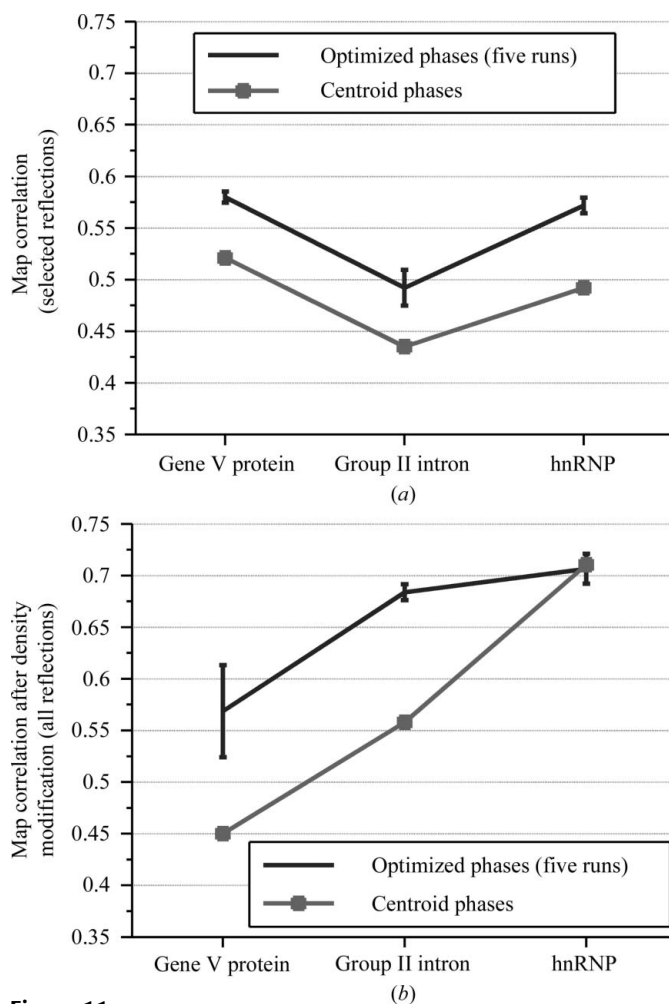 0.75
0.7
0.65
0.6
0.55
0.5
0.45
0.4
0.35
Map correlation
(selected reflections)
Optimized phases (five runs)
Centroid phases
Gene V protein Group II intron hnRNP
(a)
0.75
0.7
0.65
0.6
0.55
0.5
0.45
0.4
0.35
Map correlation after density
modification (all reflections)
Optimized phases (five runs)
Centroid phases
Gene V protein Group II intron hnRNP
(b)